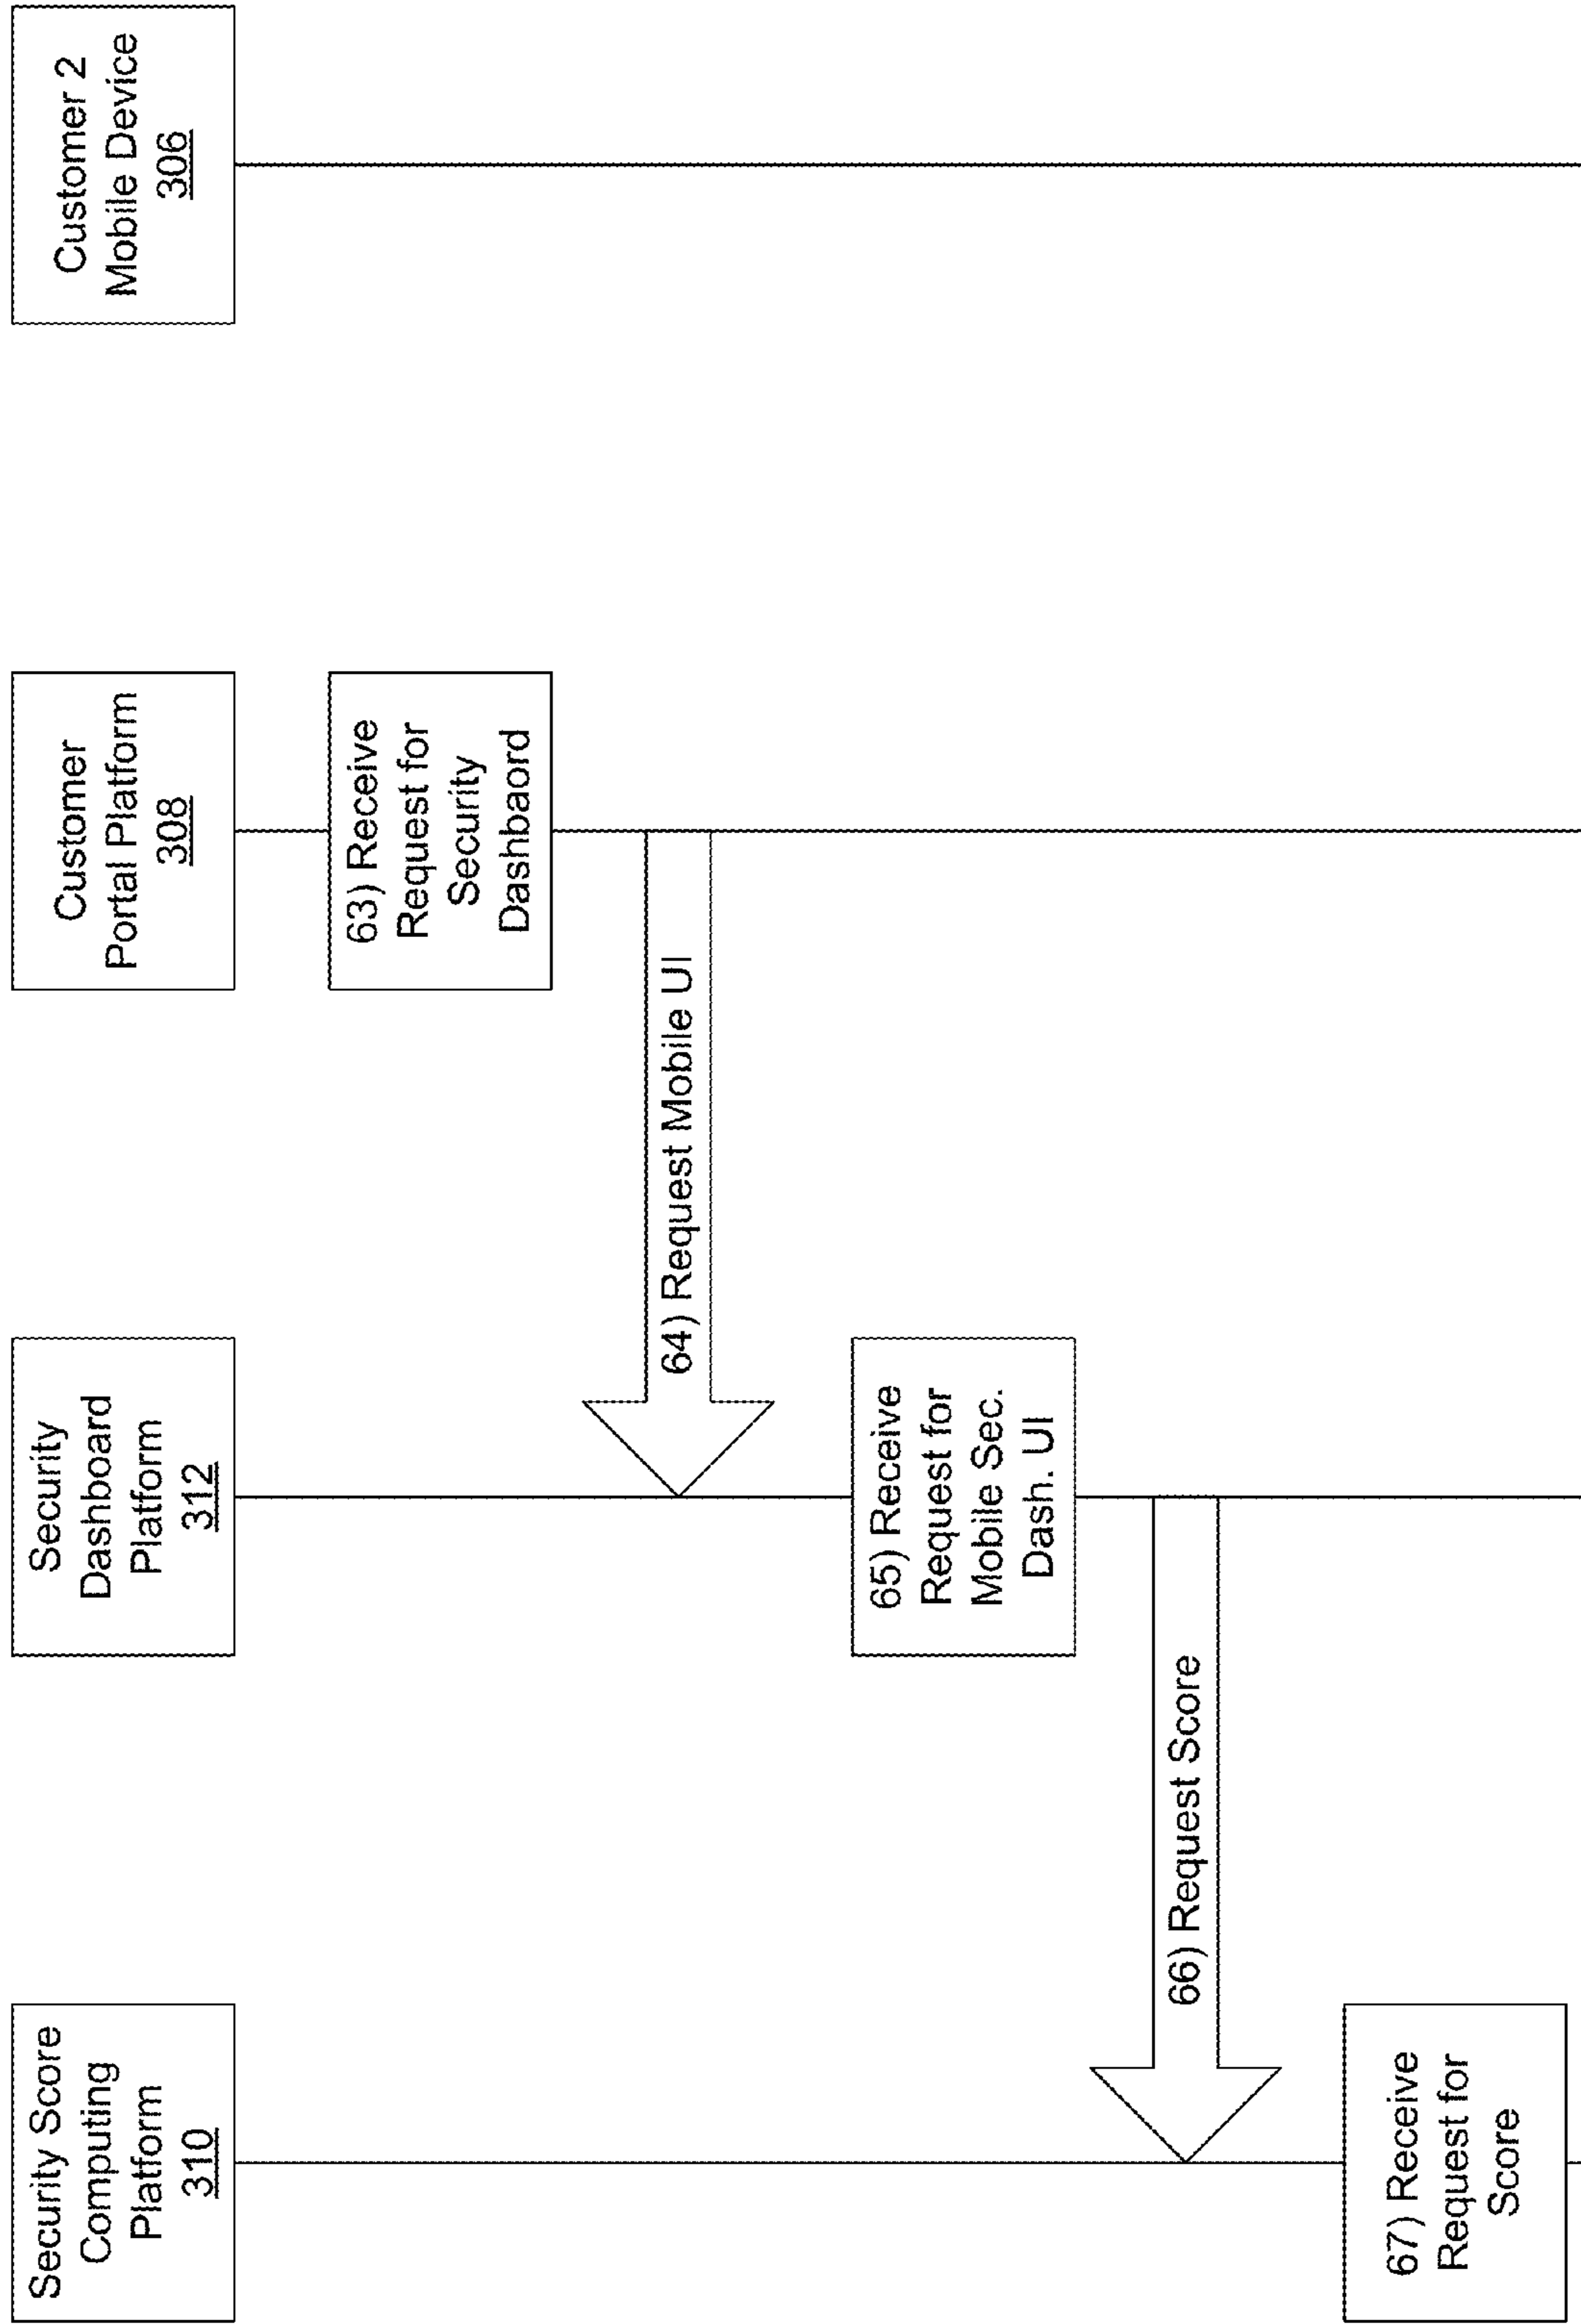 Security Score
Computing
Platform
310
Security
Dashboard
Platform
312
Customer
Portal Platform
308
Customer 2
Mobile Device
306
63) Receive
Request for
Security
Dashbaord
64) Request Mobile UI
65) Receive
Request for
Mobile Sec.
Dash. UI
66) Request Score
67) Receive
Request for
Score